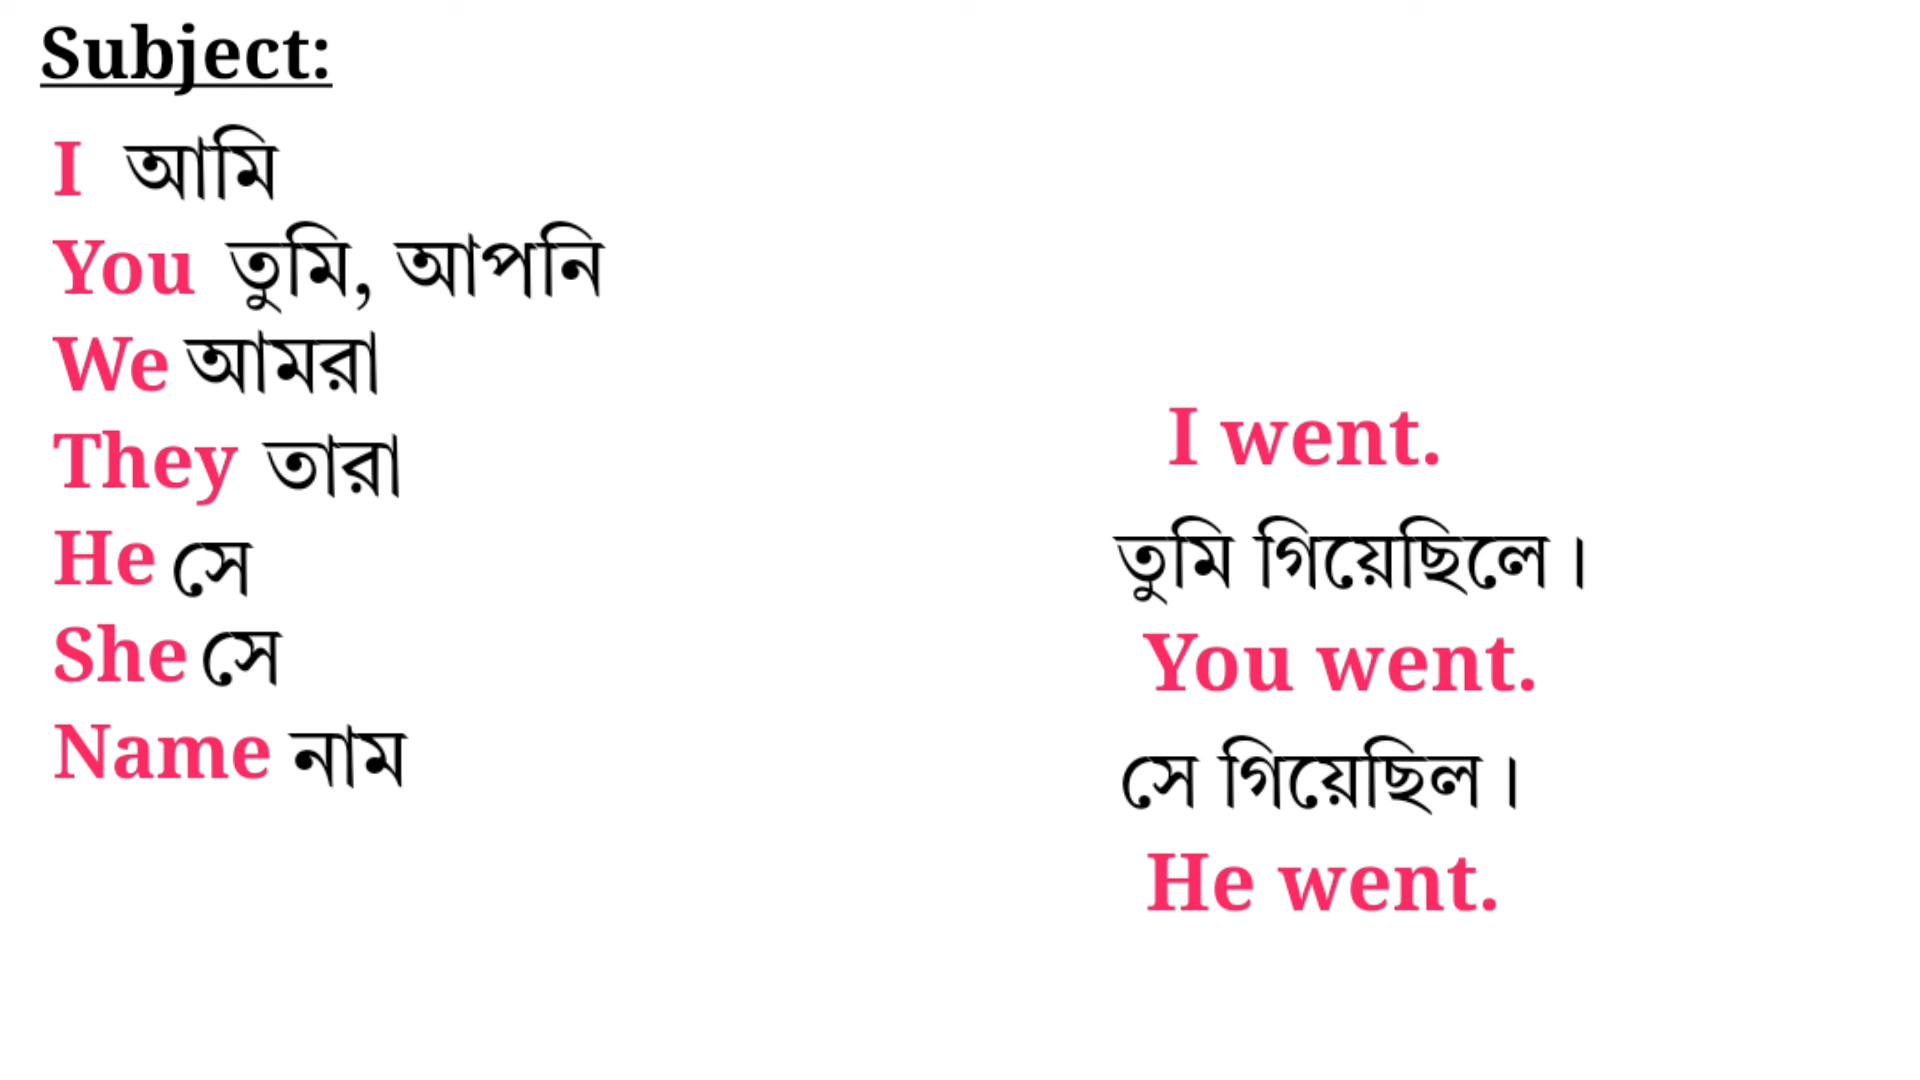 Subject:
I আমি
You তুমি, আপনি
We আমরা
They তারা
He সে
She সে
Name নাম
I went.
তুমি গিয়েছিলে।
You went.
সে গিয়েছিল।
He went.